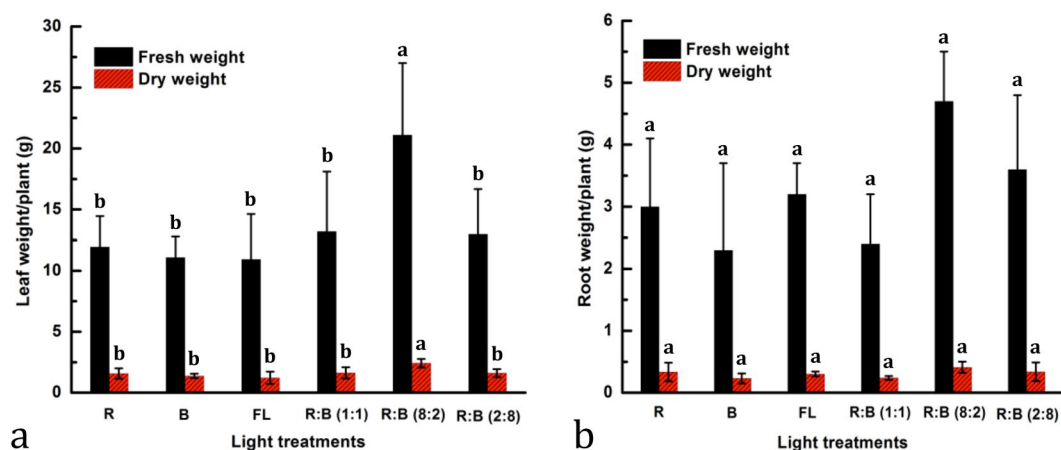 30
25
20
15
10
5
0
Leaf weight/plant (g)
Fresh weight
Dry weight
b
b
b
b
a
b
b
b
b
b
a
b
R B FL R:B (1:1) R:B (8:2) R:B (2:8)
Light treatments
a
6
5
4
3
2
1
0
Root weight/plant (g)
Fresh weight
Dry weight
a
a
a
a
a
a
a
a
a
a
a
a
R B FL R:B (1:1) R:B (8:2) R:B (2:8)
Light treatments
b